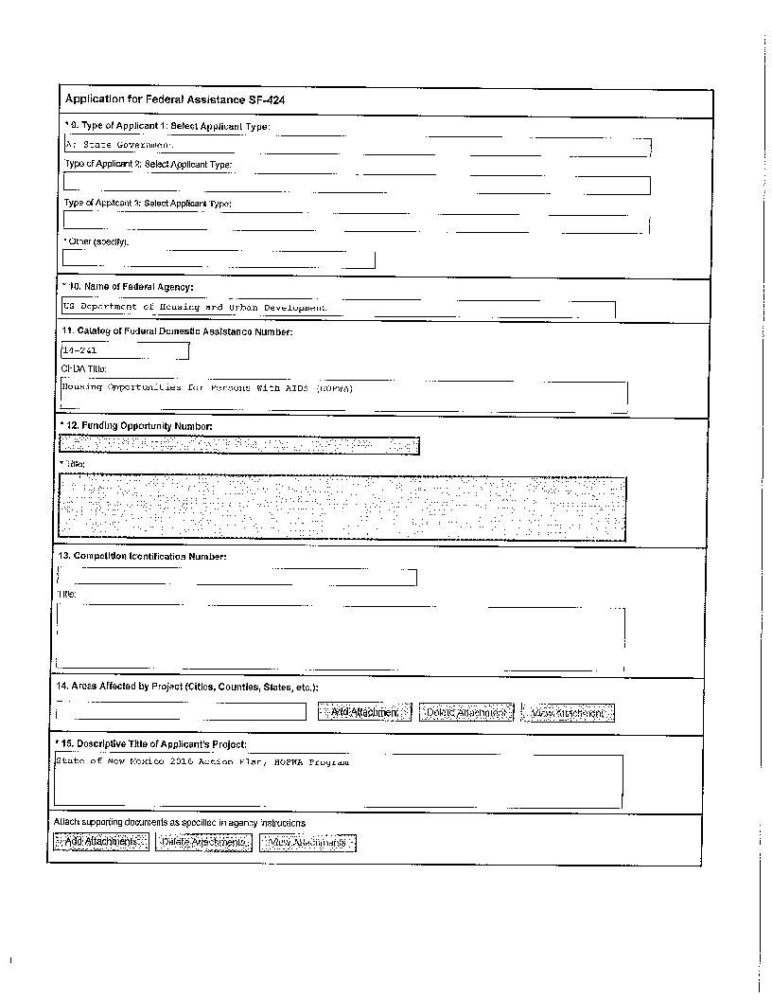 Application for Federal Assistance SF-424
* 9. Type of Applicant 1: Select Applicant Type:
A: State Government
Type of Applicant 2: Select Applicant Type:
Type of Applicant 3: Select Applicant Type:
* Other (specify):
* 10. Name of Federal Agency:
US Department of Housing and Urban Development
11. Catalog of Federal Domestic Assistance Number:
14-241
CFDA Title:
Housing Opportunities for Persons With AIDS (HOPWA)
* 12. Funding Opportunity Number:
* Title:
13. Competition Identification Number:
Title:
14. Areas Affected by Project (Cities, Counties, States, etc.):
Add Attachment Delete Attachment View Attachment
* 15. Descriptive Title of Applicant's Project:
State of New Mexico 2016 Action Plan, HOPWA Program
Attach supporting documents as specified in agency instructions
Add Attachments Delete Attachments View Attachments